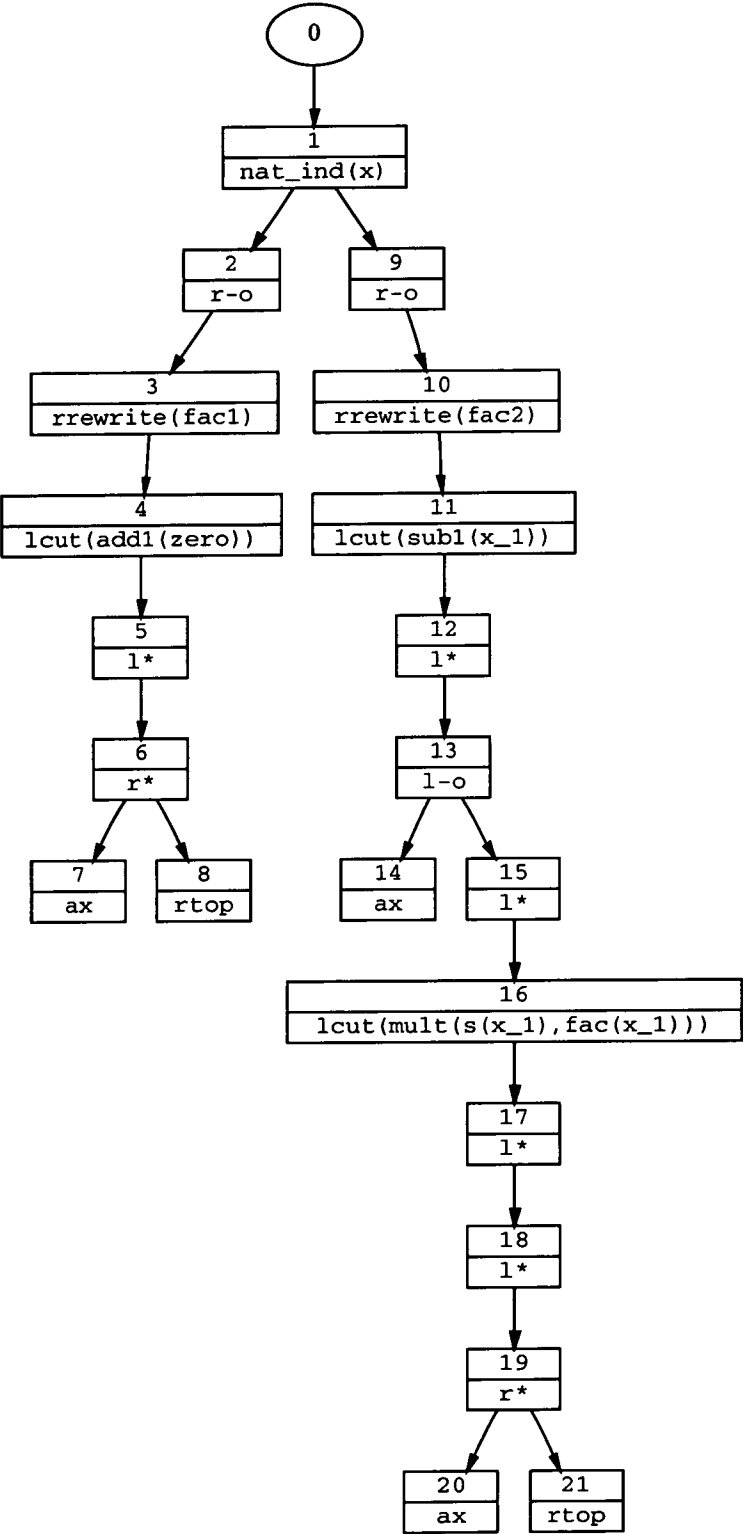 0
1
nat_ind(x)
2
r-o
9
r-o
3
rrewrite(fac1)
10
rrewrite(fac2)
4
lcut(add1(zero))
11
lcut(sub1(x_1))
5
l*
12
l*
6
r*
13
l-o
7
ax
8
rtop
14
ax
15
l*
16
lcut(mult(s(x_1),fac(x_1)))
17
l*
18
l*
19
r*
20
ax
21
rtop